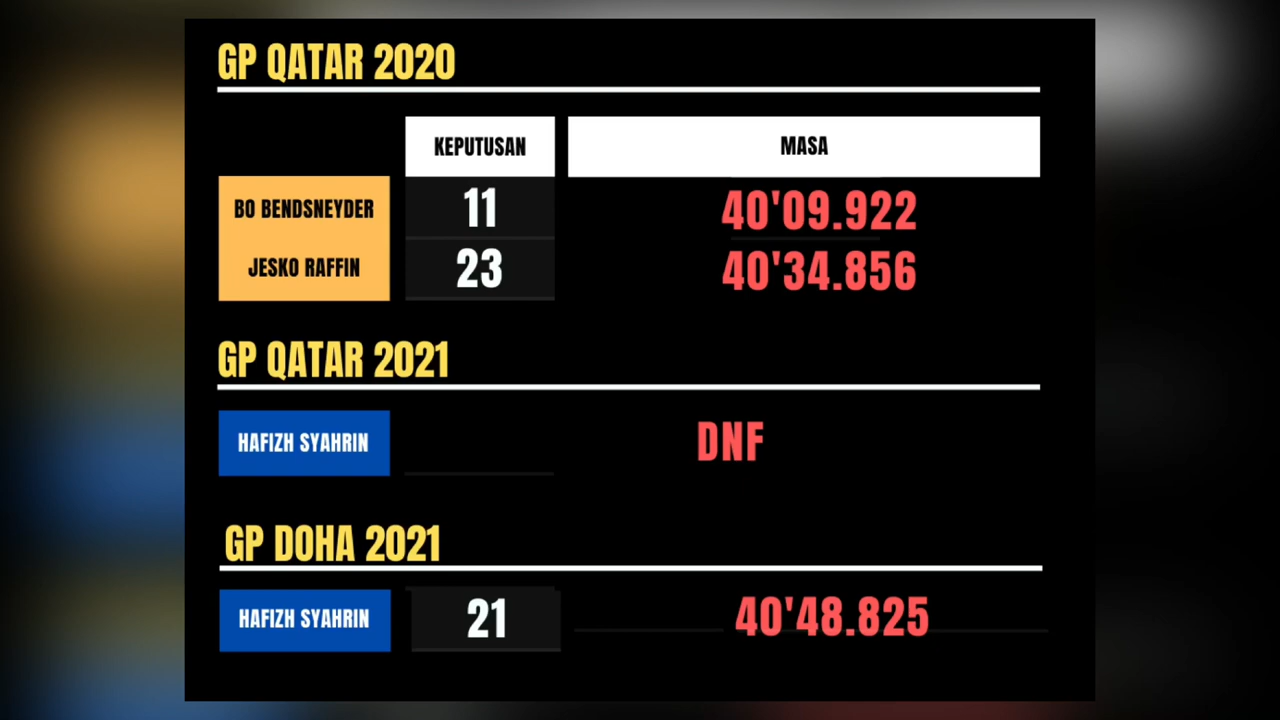 GP QATAR 2020
KEPUTUSAN MASA
BO BENDSNEYDER 11 40'09.922
JESKO RAFFIN 23 40'34.856
GP QATAR 2021
HAFIZH SYAHRIN DNF
GP DOHA 2021
HAFIZH SYAHRIN 21 40'48.825